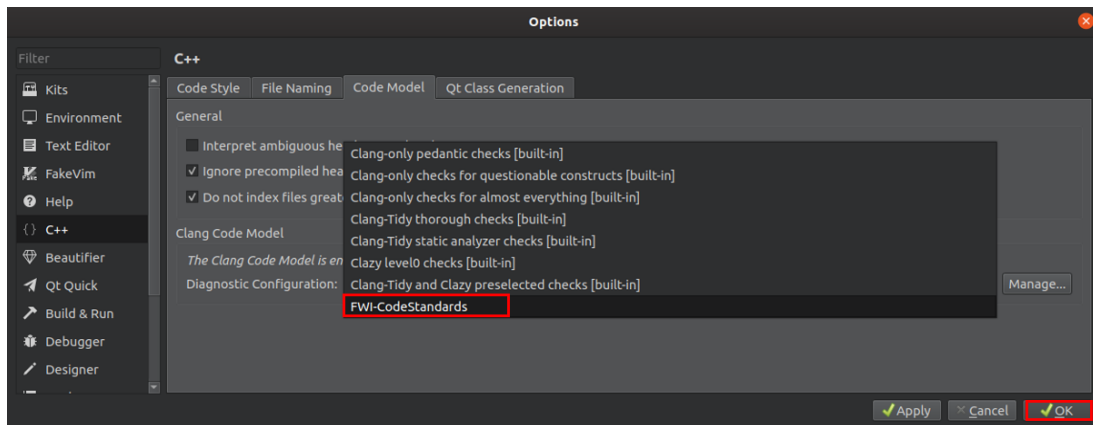 Options
Filter
C++
Kits
Environment
Text Editor
FakeVim
Help
C++
Beautifier
Qt Quick
Build & Run
Debugger
Designer
Code Style
File Naming
Code Model
Qt Class Generation
General
Interpret ambiguous he
Ignore precompiled hea
Do not index files great
Clang Code Model
The Clang Code Model is en
Diagnostic Configuration:
Clang-only pedantic checks [built-in]
Clang-only checks for questionable constructs [built-in]
Clang-only checks for almost everything [built-in]
Clang-Tidy thorough checks [built-in]
Clang-Tidy static analyzer checks [built-in]
Clazy level0 checks [built-in]
Clang-Tidy and Clazy preselected checks [built-in]
FWI-CodeStandards
Manage...
Apply
Cancel
OK